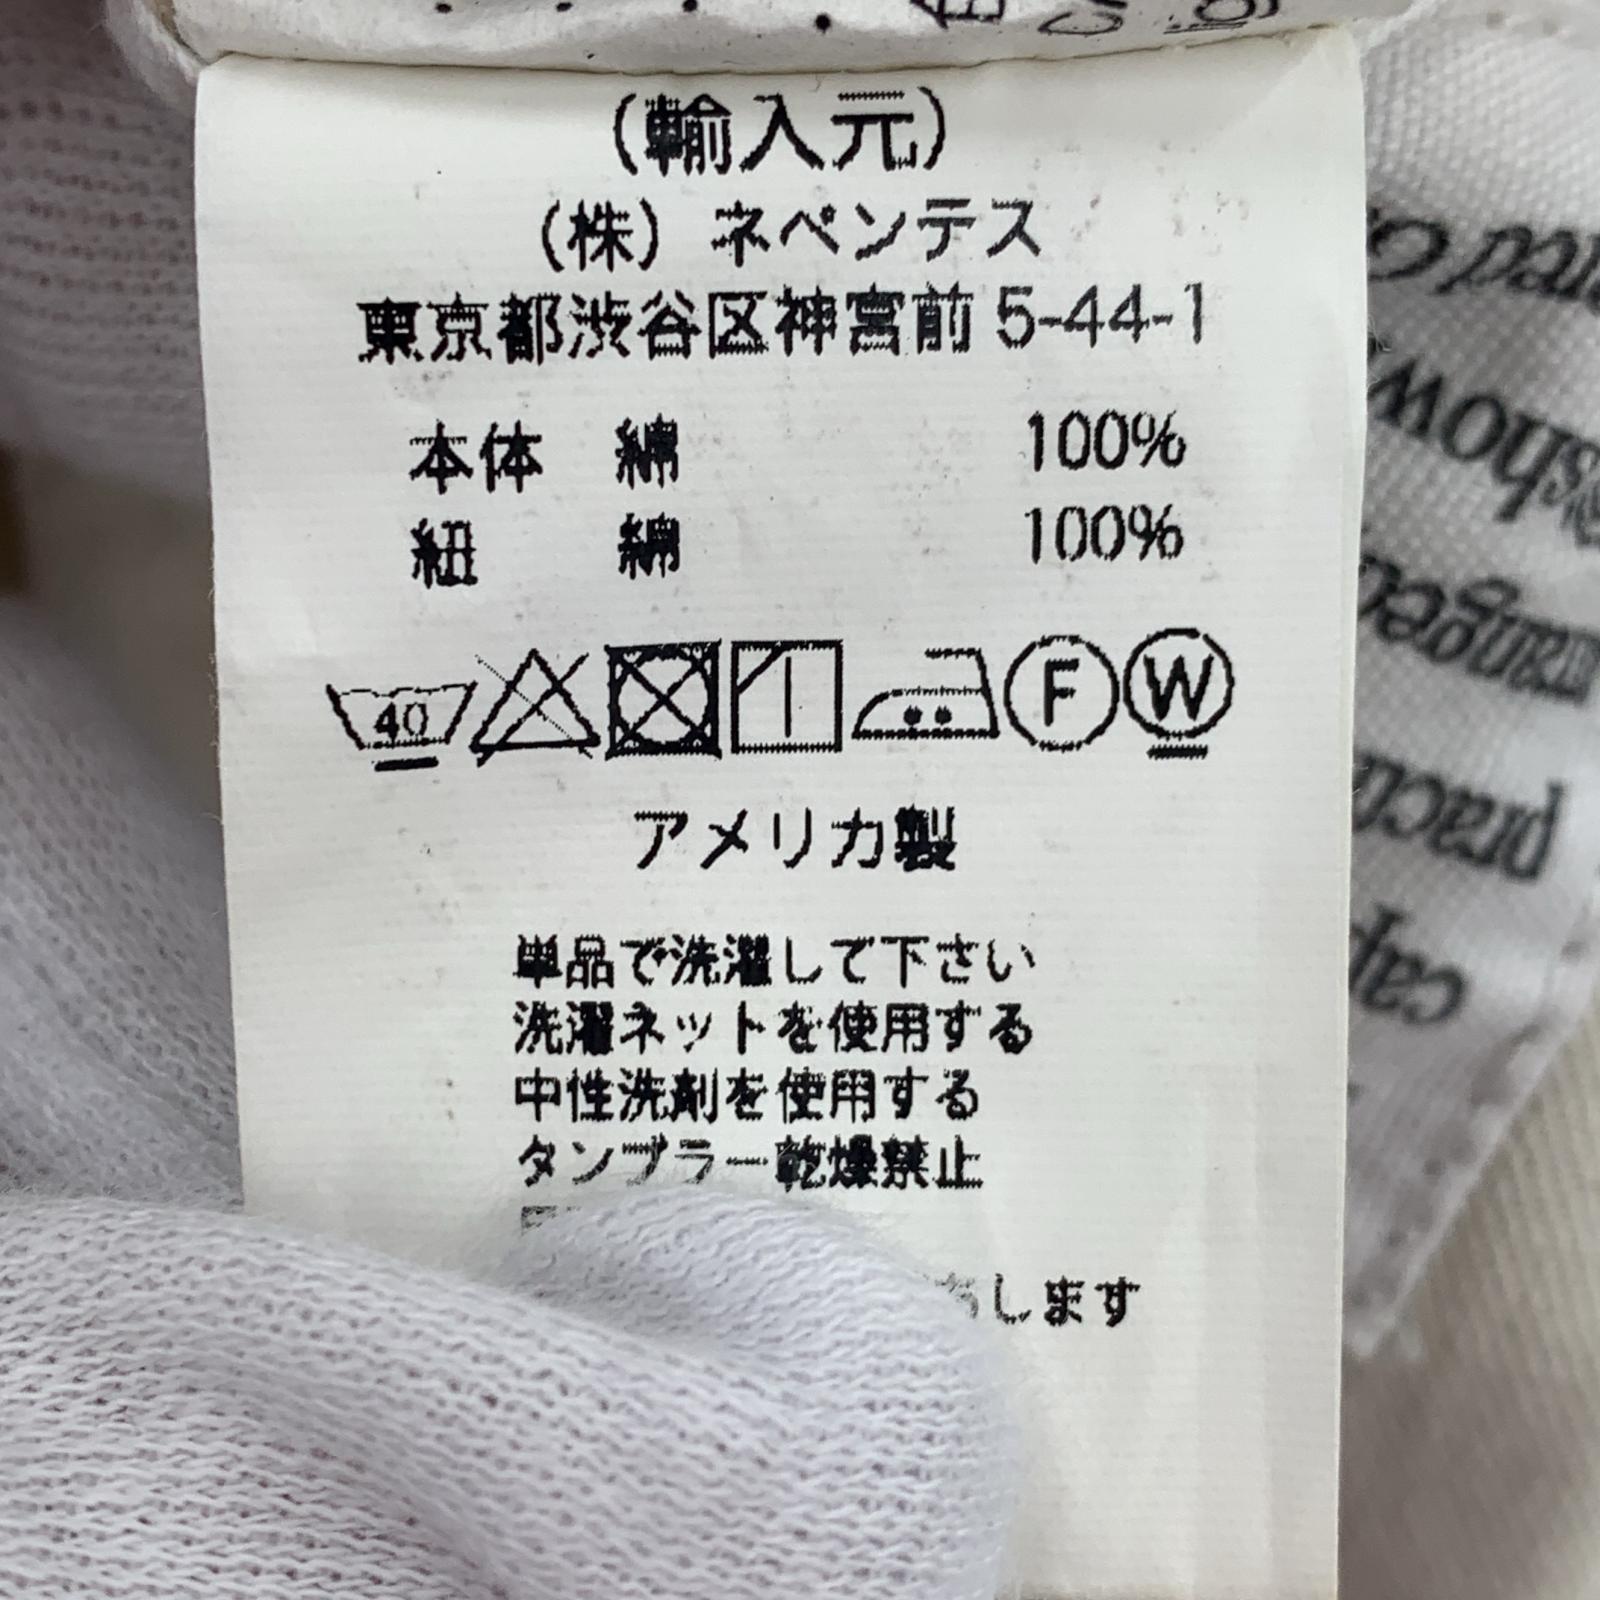 (輸入元)
(株) ネペンテス
東京都渋谷区神宮前 5-44-1
本体 綿 100%
紐 綿 100%
40
F W
アメリカ製
単品で洗濯して下さい
洗濯ネットを使用する
中性洗剤を使用する
タンブラー乾燥禁止
します